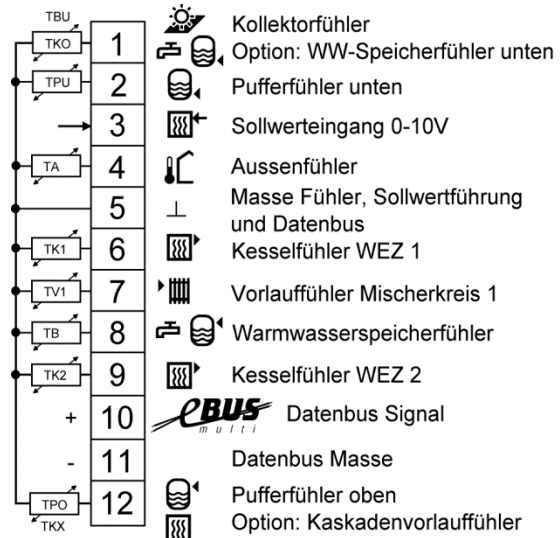 TBU
TKO 1 Kollektorfühler
Option: WW-Speicherfühler unten
TPU 2 Pufferfühler unten
3 Sollwerteingang 0-10V
TA 4 Aussenfühler
5 Masse Fühler, Sollwertführung
und Datenbus
TK1 6 Kesselfühler WEZ 1
TV1 7 Vorlauffühler Mischerkreis 1
TB 8 Warmwasserspeicherfühler
TK2 9 Kesselfühler WEZ 2
+ 10 eBUS Datenbus Signal
multi
- 11 Datenbus Masse
TPO 12 Pufferfühler oben
TKX Option: Kaskadenvorlauffühler